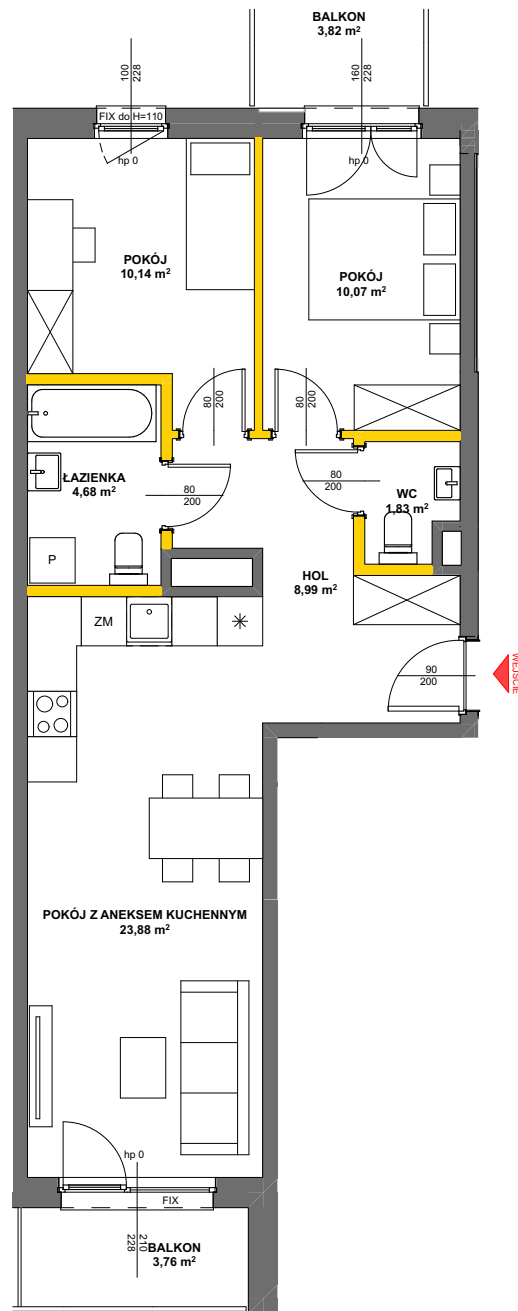 BALKON
3,82 m²
100
228
160
228
FIX do H=110
hp 0
hp 0
POKÓJ
10,14 m²
POKÓJ
10,07 m²
80
200
80
200
ŁAZIENKA
4,68 m²
80
200
80
200
WC
1,83 m²
P
HOL
8,99 m²
ZM
90
200
WEJŚCIE
POKÓJ Z ANEKSEM KUCHENNYM
23,88 m²
hp 0
FIX
210
228
BALKON
3,76 m²